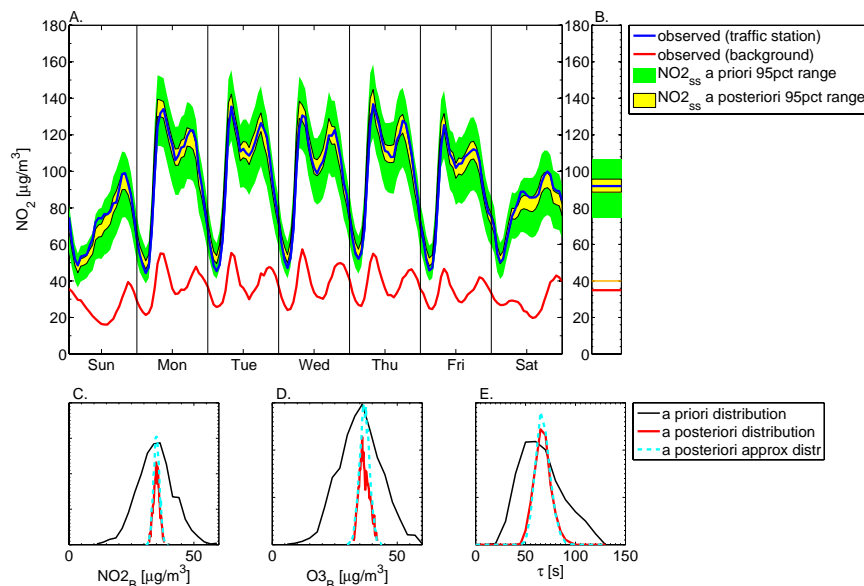 A.
B.
180
160
140
120
100
80
60
40
20
0
NO2 [μg/m3]
Sun Mon Tue Wed Thu Fri Sat
180
160
140
120
100
80
60
40
20
0
observed (traffic station)
observed (background)
NO2ss a priori 95pct range
NO2ss a posteriori 95pct range
C.
0 50
NO2B [μg/m3]
D.
0 50
O3B [μg/m3]
E.
0 50 100 150
τ [s]
a priori distribution
a posteriori distribution
a posteriori approx distr